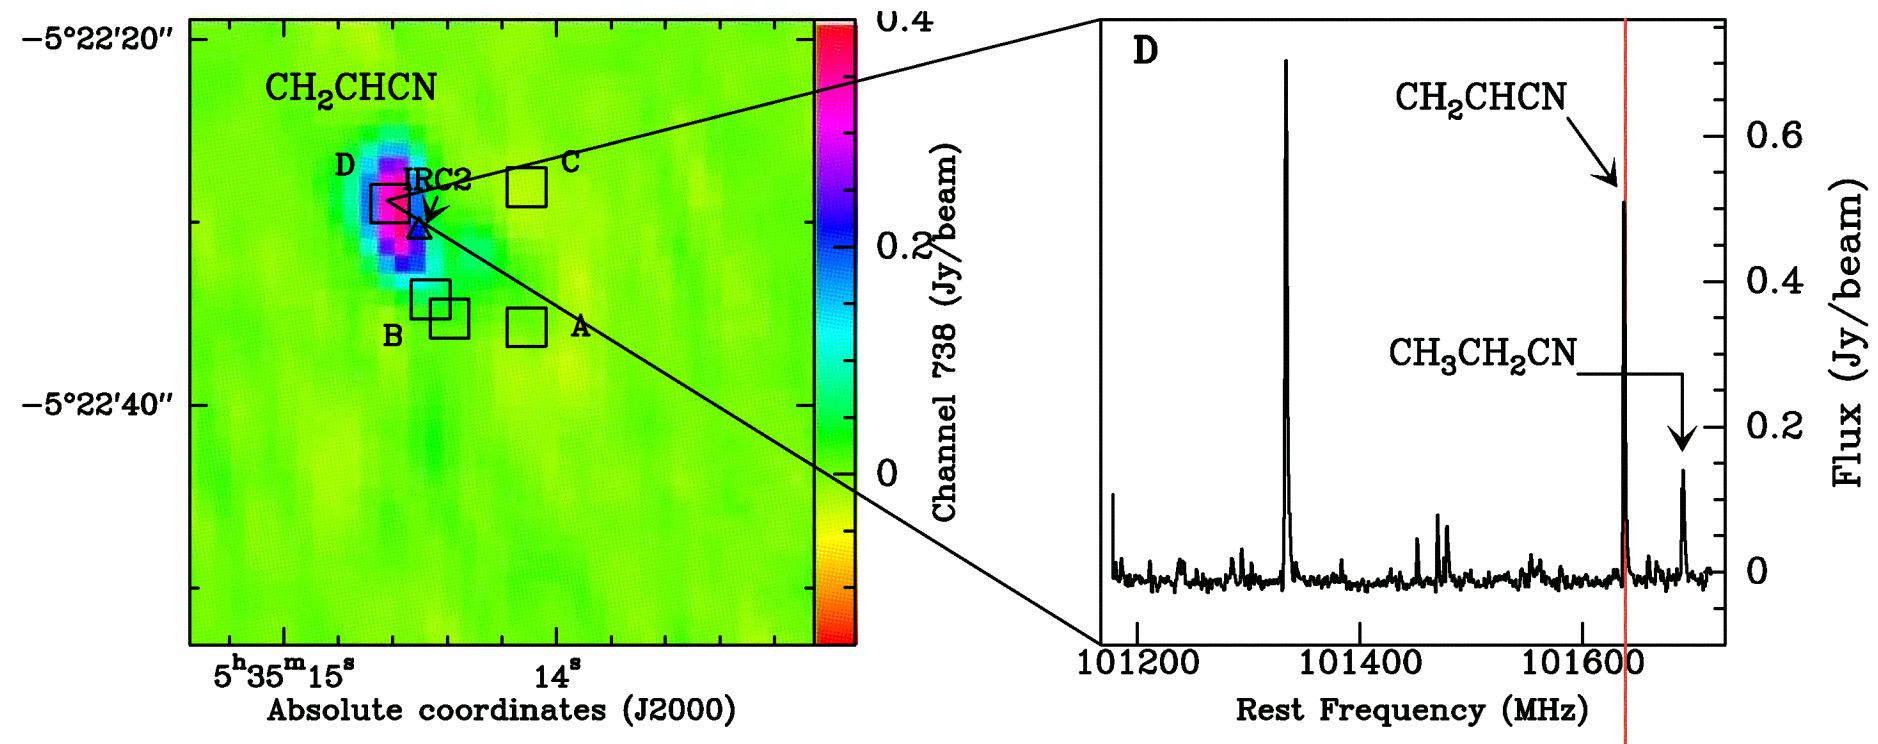 −5°22′20″
CH₂CHCN
D
IRC2
C
B
A
−5°22′40″
5ʰ35ᵐ15ˢ
14ˢ
Absolute coordinates (J2000)
0.4
0.2
0
Channel 738 (Jy/beam)
D
CH₂CHCN
CH₃CH₂CN
0.6
0.4
0.2
0
Flux (Jy/beam)
101200
101400
101600
Rest Frequency (MHz)